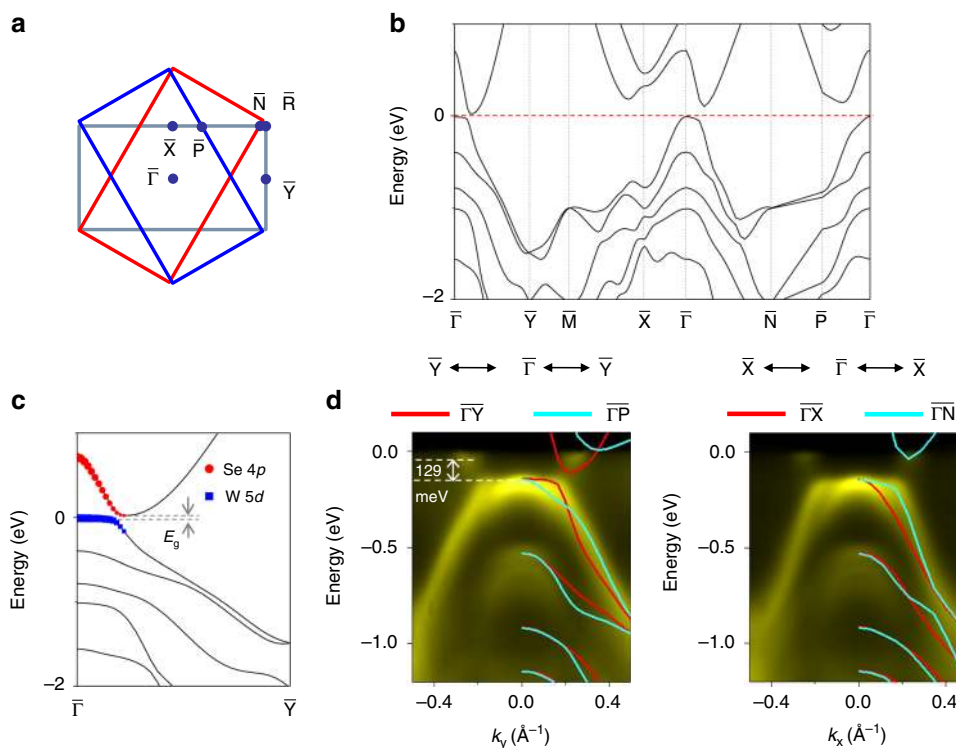 a
N̄ R̄
X̄ P̄
Γ̄ Ȳ
b
Energy (eV)
0
−2
Γ̄ Ȳ M̄ X̄ Γ̄ N̄ P̄ Γ̄
c
Energy (eV)
0
−2
Se 4p
W 5d
E_g
Γ̄ Ȳ
d
Ȳ ↔ Γ̄ ↔ Ȳ
X̄ ↔ Γ̄ ↔ X̄
Γ̄Ȳ Γ̄P̄
Γ̄X̄ Γ̄N̄
129
meV
Energy (eV)
0.0
−0.5
−1.0
−0.4 0.0 0.4
k_y (Å⁻¹)
Energy (eV)
0.0
−0.5
−1.0
−0.4 0.0 0.4
k_x (Å⁻¹)